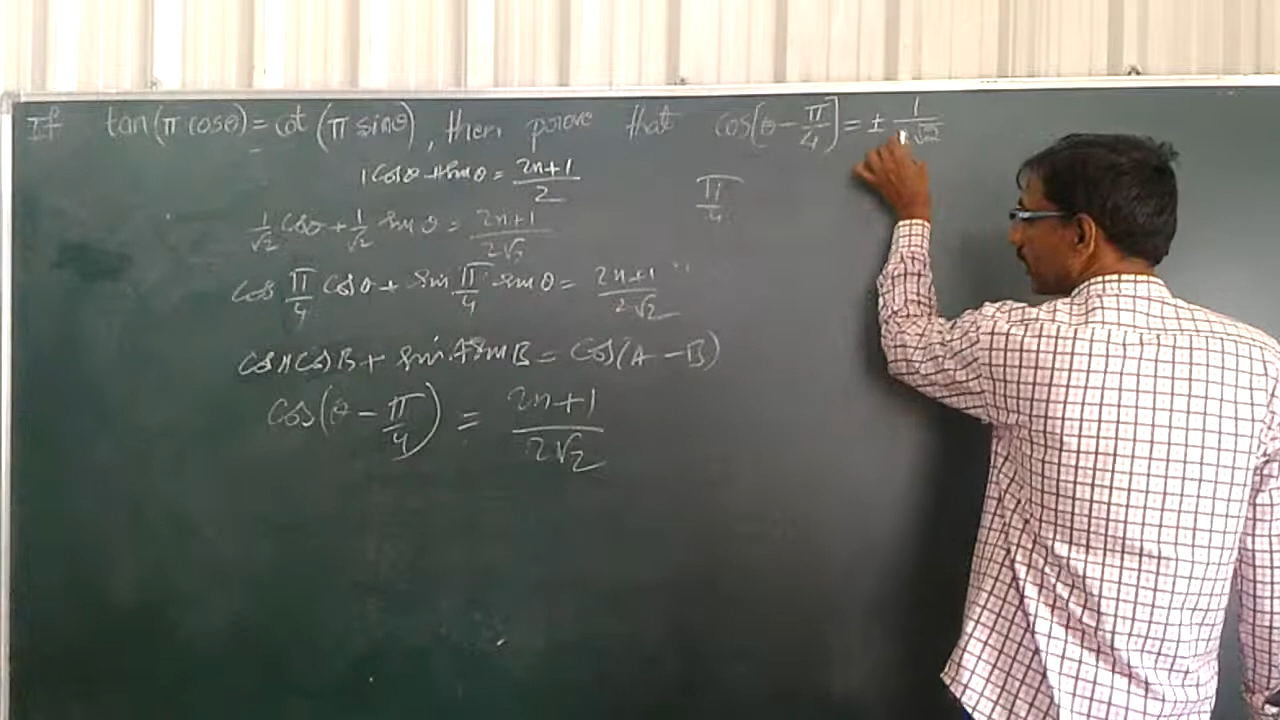 If tan(π cosθ) = cot (π sinθ), then prove that cos[θ - π/4] = ± 1/2√2
1 cosθ + 1 sinθ = 2n+1/2
π/4
1/√2 cosθ + 1/√2 sinθ = 2n+1/2√2
cos π/4 cosθ + sin π/4 sinθ = 2n+1/2√2
cosA cosB + sinA sinB = cos(A - B)
cos(θ - π/4) = 2n+1/2√2